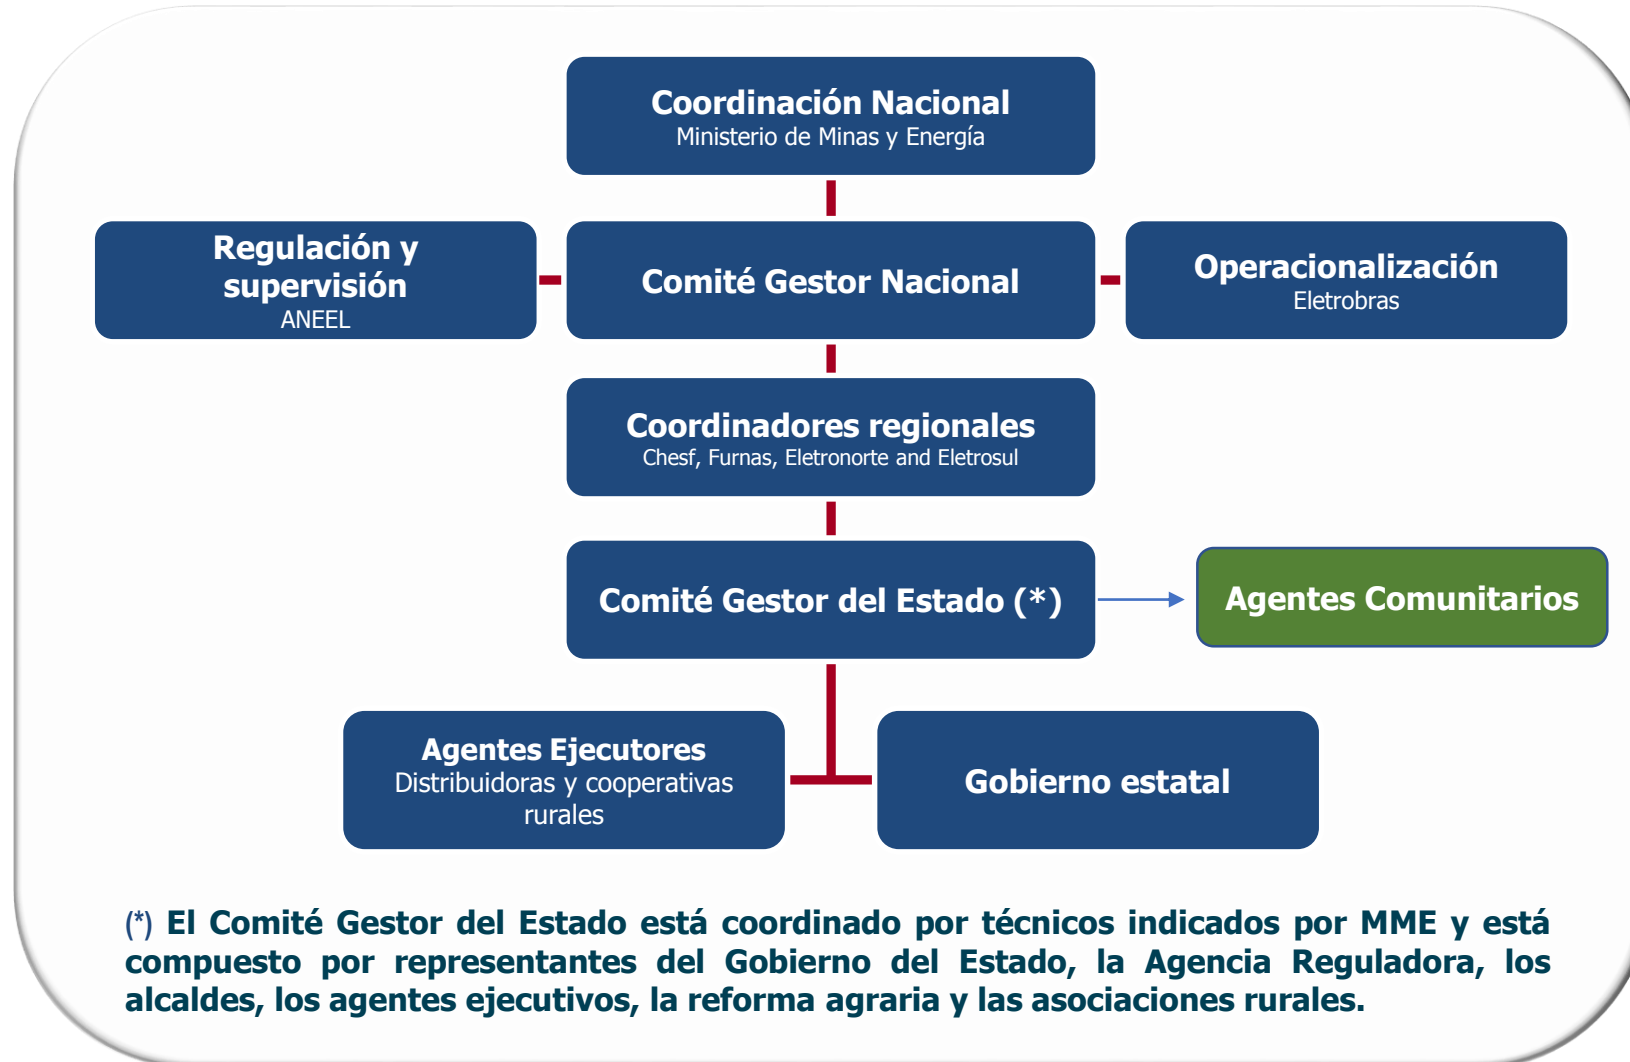 Coordinación Nacional
Ministerio de Minas y Energía
Regulación y
supervisión
ANEEL
Comité Gestor Nacional
Operacionalización
Eletrobras
Coordinadores regionales
Chesf, Furnas, Eletronorte and Eletrosul
Comité Gestor del Estado (*)
Agentes Comunitarios
Agentes Ejecutores
Distribuidoras y cooperativas
rurales
Gobierno estatal
(*) El Comité Gestor del Estado está coordinado por técnicos indicados por MME y está
compuesto por representantes del Gobierno del Estado, la Agencia Reguladora, los
alcaldes, los agentes ejecutivos, la reforma agraria y las asociaciones rurales.